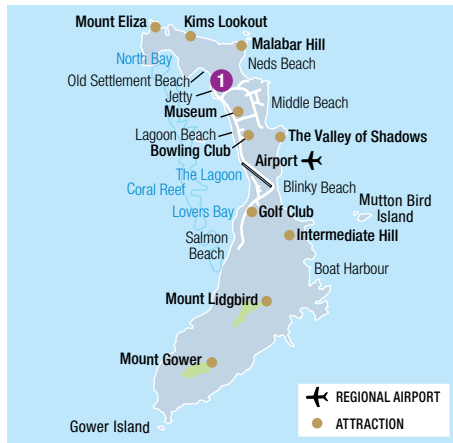 Mount Eliza
Kims Lookout
Malabar Hill
North Bay
Neds Beach
Old Settlement Beach
1
Jetty
Middle Beach
Museum
Lagoon Beach
The Valley of Shadows
Bowling Club
Airport
The Lagoon
Blinky Beach
Coral Reef
Mutton Bird
Island
Lovers Bay
Golf Club
Salmon
Beach
Intermediate Hill
Boat Harbour
Mount Lidgbird
Mount Gower
REGIONAL AIRPORT
ATTRACTION
Gower Island